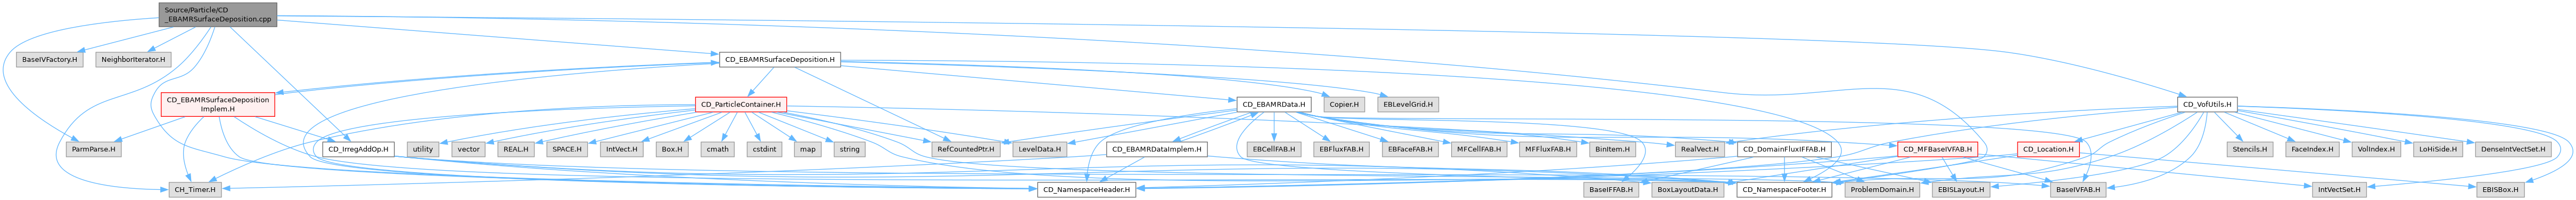 Source/Particle/CD
_EBAMRSurfaceDeposition.cpp
BaseIVFactory.H
NeighborIterator.H
CD_EBAMRSurfaceDeposition.H
CD_EBAMRSurfaceDeposition
Implem.H
CD_ParticleContainer.H
CD_EBAMRData.H
Copier.H
EBLevelGrid.H
CD_VofUtils.H
ParmParse.H
CD_IrregAddOp.H
utility
vector
REAL.H
SPACE.H
IntVect.H
Box.H
cmath
cstdint
map
string
RefCountedPtr.H
LevelData.H
CD_EBAMRDataImplem.H
EBCellFAB.H
EBFluxFAB.H
EBFaceFAB.H
MFCellFAB.H
MFFluxFAB.H
BinItem.H
RealVect.H
CD_DomainFluxIFFAB.H
CD_MFBaseIVFAB.H
CD_Location.H
Stencils.H
FaceIndex.H
VolIndex.H
LoHiSide.H
DenseIntVectSet.H
CH_Timer.H
CD_NamespaceHeader.H
BaseIFFAB.H
BoxLayoutData.H
CD_NamespaceFooter.H
ProblemDomain.H
EBISLayout.H
BaseIVFAB.H
IntVectSet.H
EBISBox.H